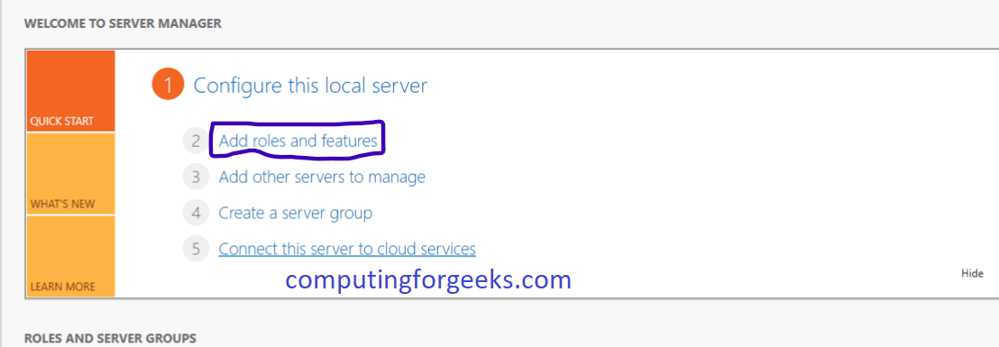 WELCOME TO SERVER MANAGER
1 Configure this local server
QUICK START
2 Add roles and features
3 Add other servers to manage
WHAT'S NEW
4 Create a server group
5 Connect this server to cloud services
computingforgeeks.com
Hide
LEARN MORE
ROLES AND SERVER GROUPS